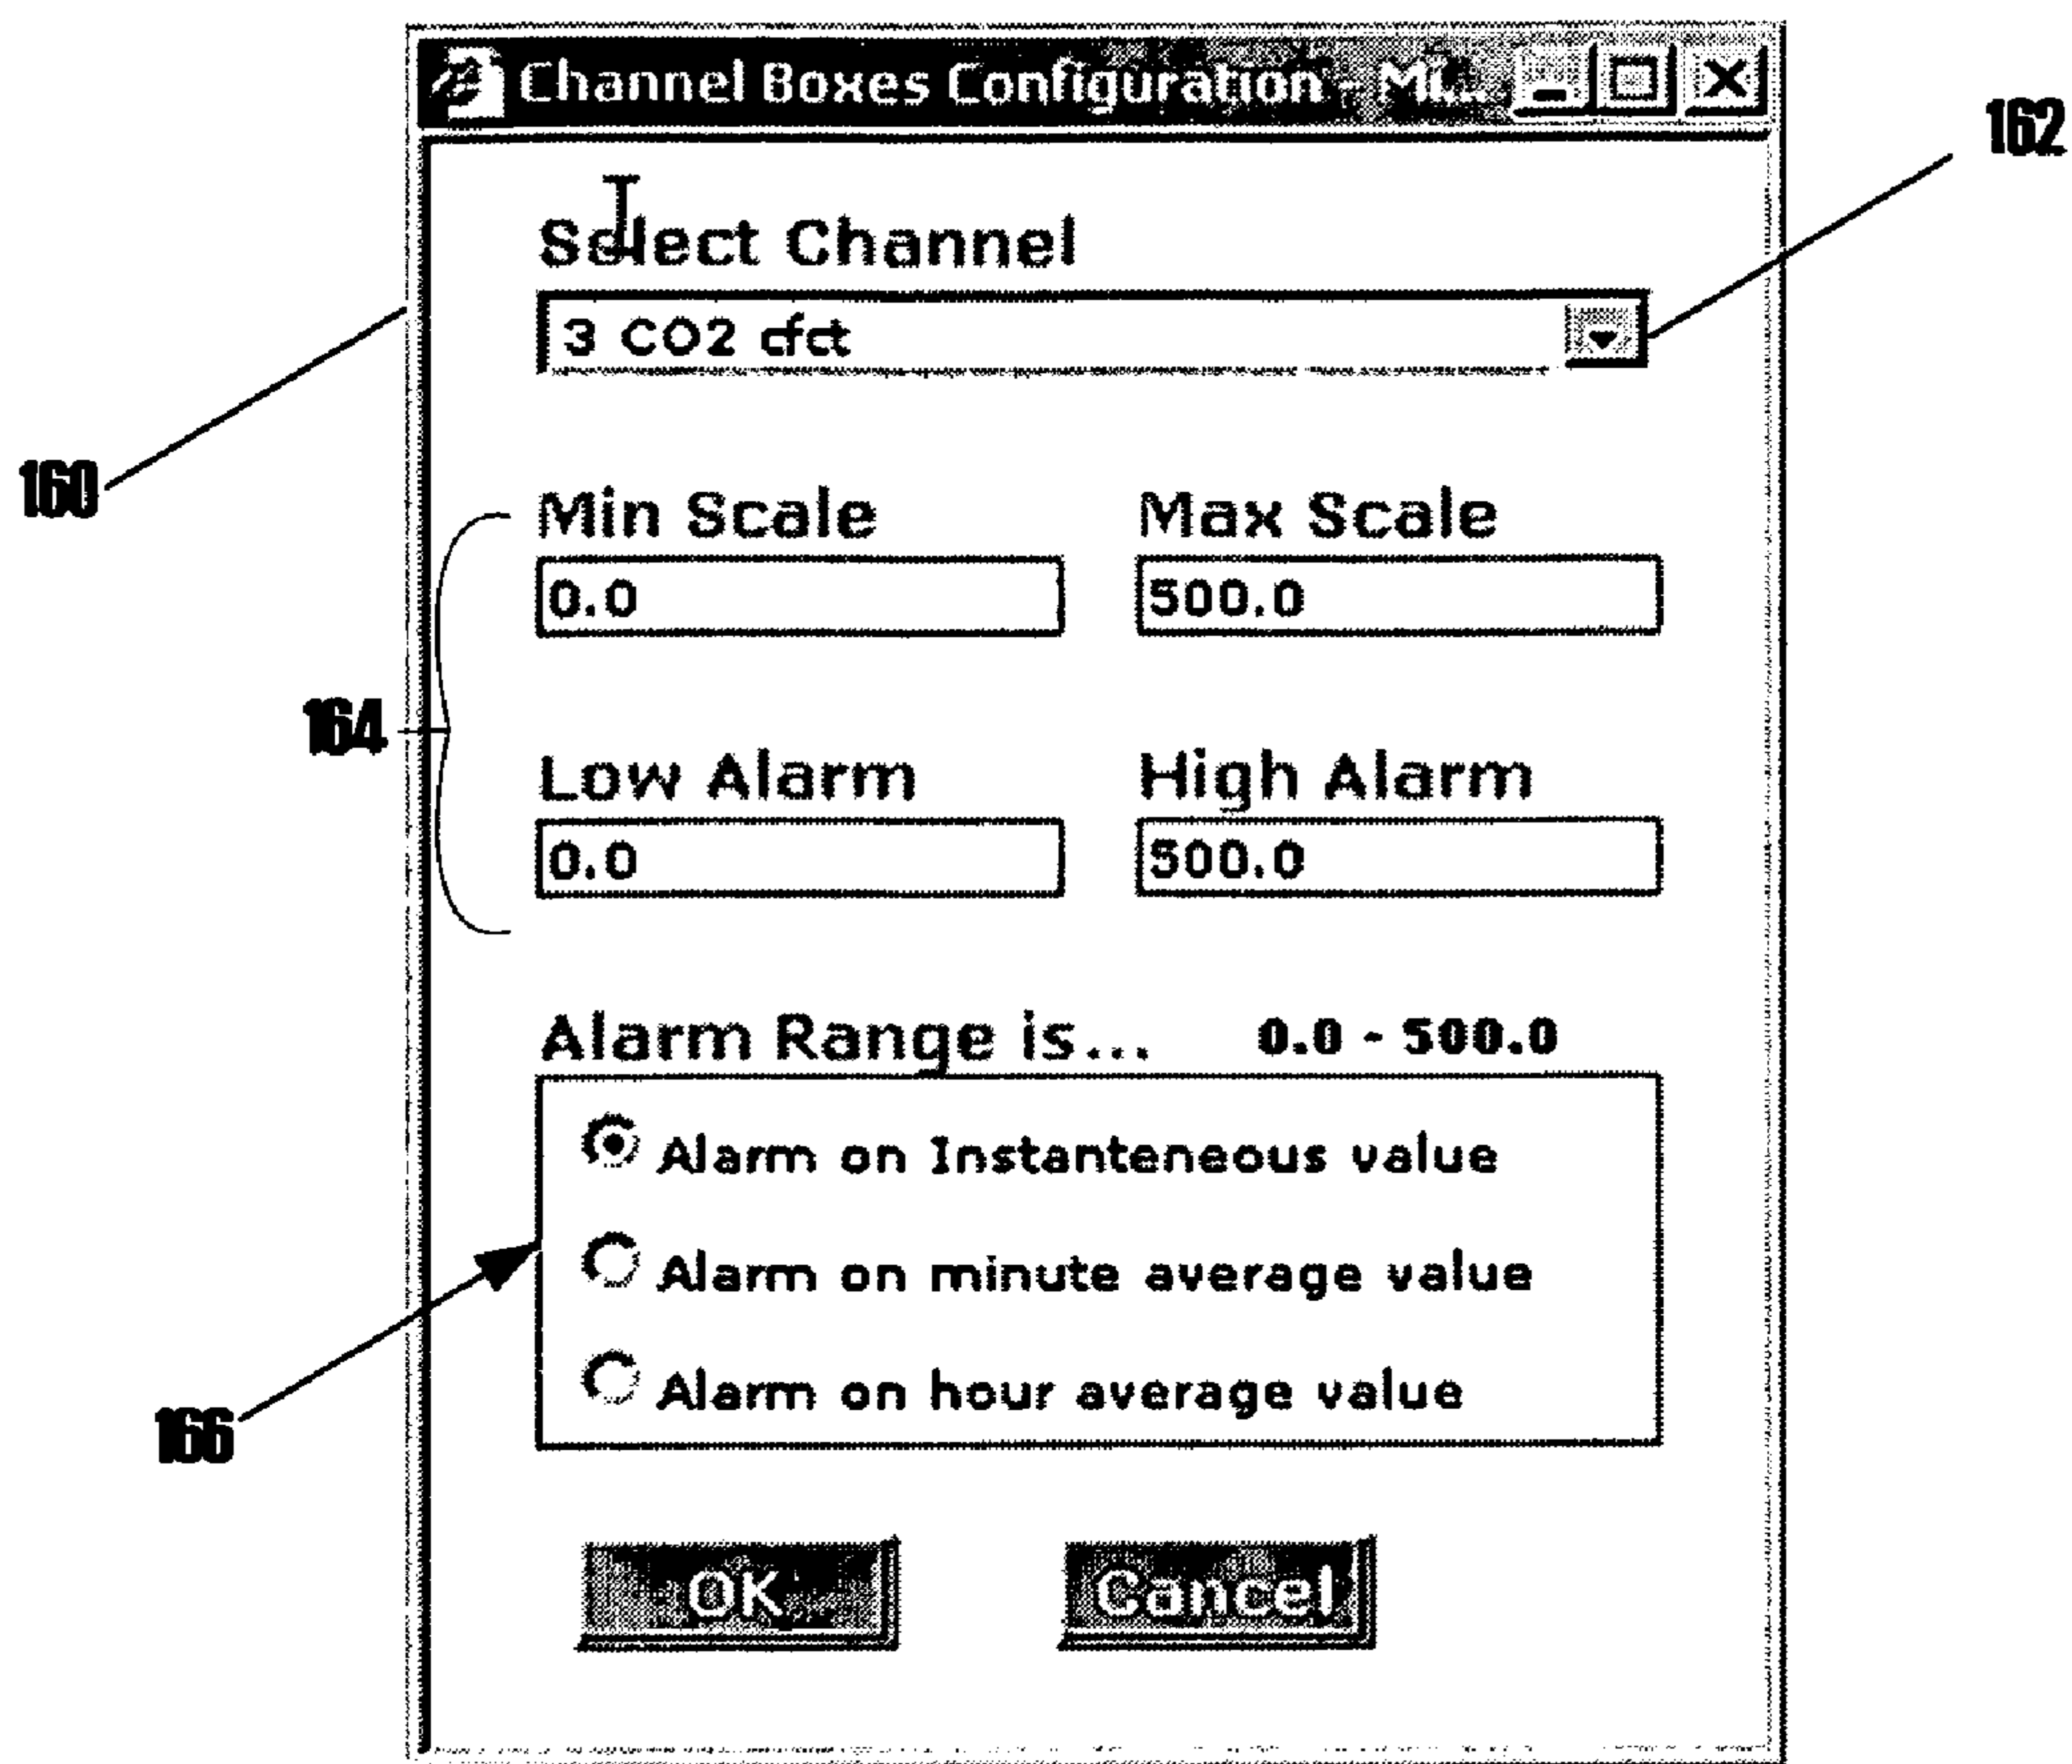 Channel Boxes Configuration - Mi...
162
Select Channel
3 CO2 cfct
160
Min Scale Max Scale
0.0 500.0
164
Low Alarm High Alarm
0.0 500.0
Alarm Range is... 0.0 - 500.0
Alarm on Instanteneous value
Alarm on minute average value
166
Alarm on hour average value
OK Cancel